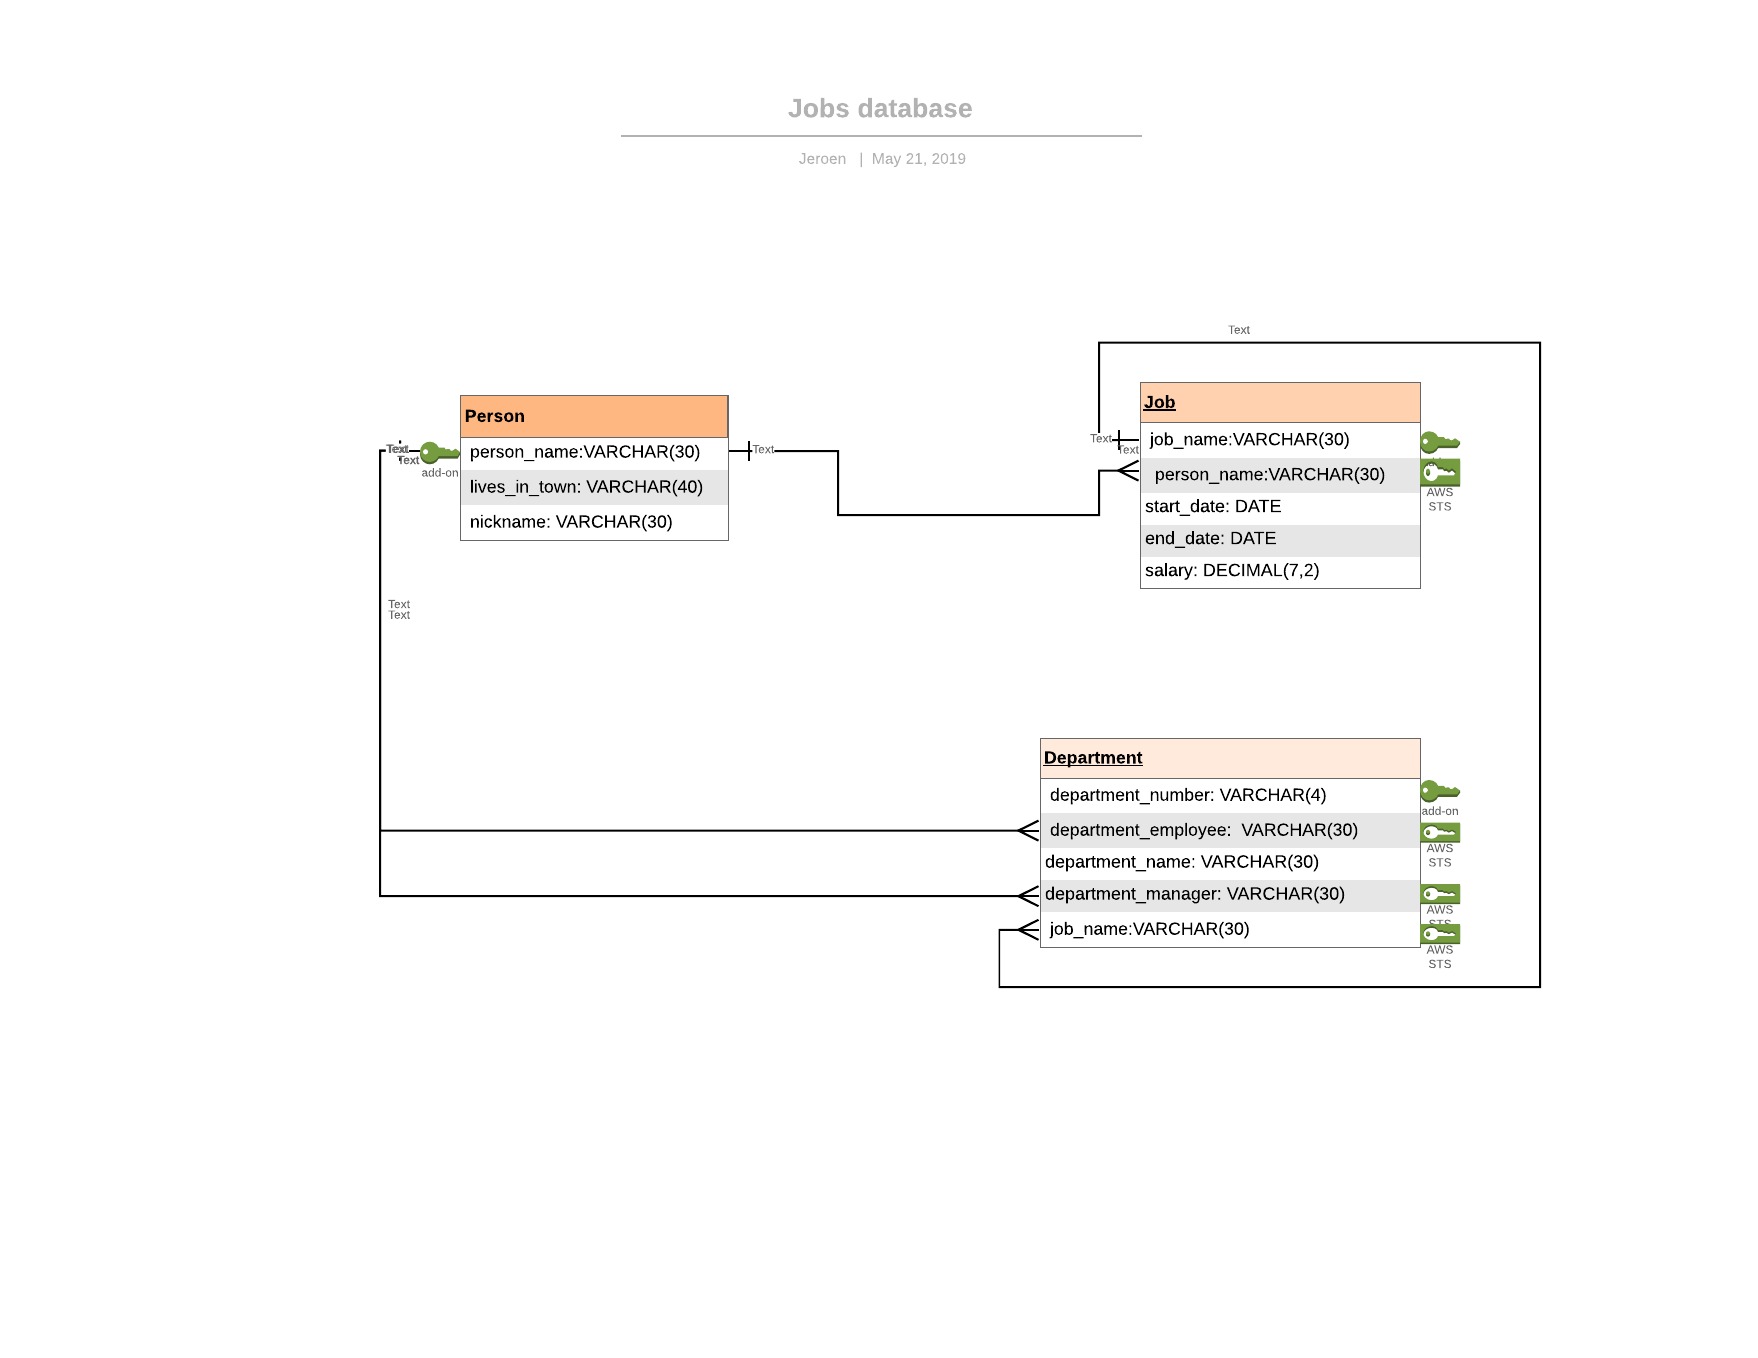 Jobs database
Jeroen | May 21, 2019
Text
Person
person_name:VARCHAR(30)
lives_in_town: VARCHAR(40)
nickname: VARCHAR(30)
Text
Text
add-on
Text
Text
Text
Text
Text
Job
job_name:VARCHAR(30)
person_name:VARCHAR(30)
start_date: DATE
end_date: DATE
salary: DECIMAL(7,2)
AWS
STS
Department
department_number: VARCHAR(4)
department_employee: VARCHAR(30)
department_name: VARCHAR(30)
department_manager: VARCHAR(30)
job_name:VARCHAR(30)
add-on
AWS
STS
AWS
STS
AWS
STS